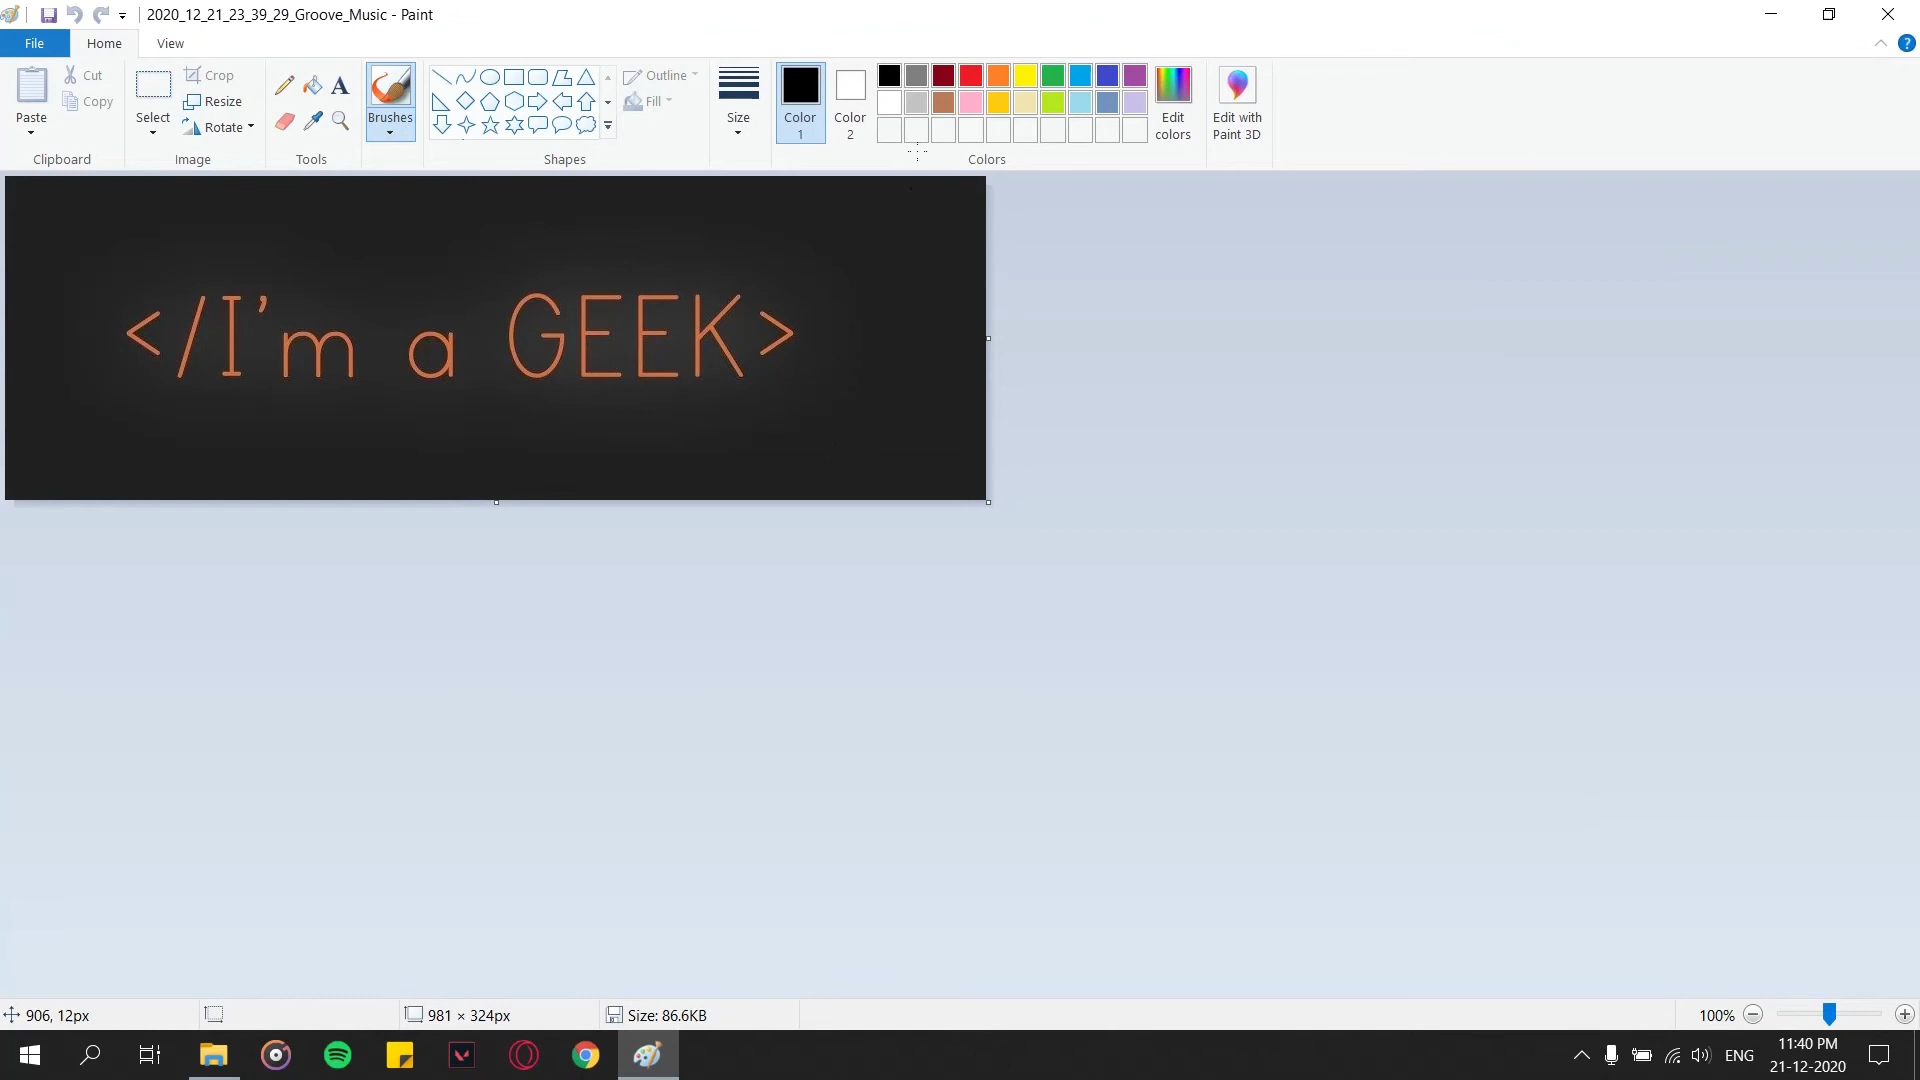 2020_12_21_23_39_29_Groove_Music - Paint
File Home View
Cut Crop Outline
Copy Resize Fill
Paste Select Rotate Brushes Size Color 1 Color 2 Edit colors Edit with Paint 3D
Clipboard Image Tools Shapes Colors
</I'm a GEEK>
906, 12px 981 × 324px Size: 86.6KB 100%
ENG 11:40 PM
21-12-2020